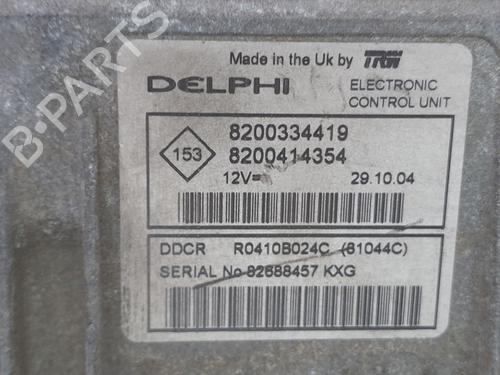 Made in the Uk by TRW
DELPHI
ELECTRONIC
CONTROL UNIT
153
8200334419
8200414354
12V=
29.10.04
DDCR R0410B024C (81044C)
SERIAL No 82688457 KXG
B-PARTS